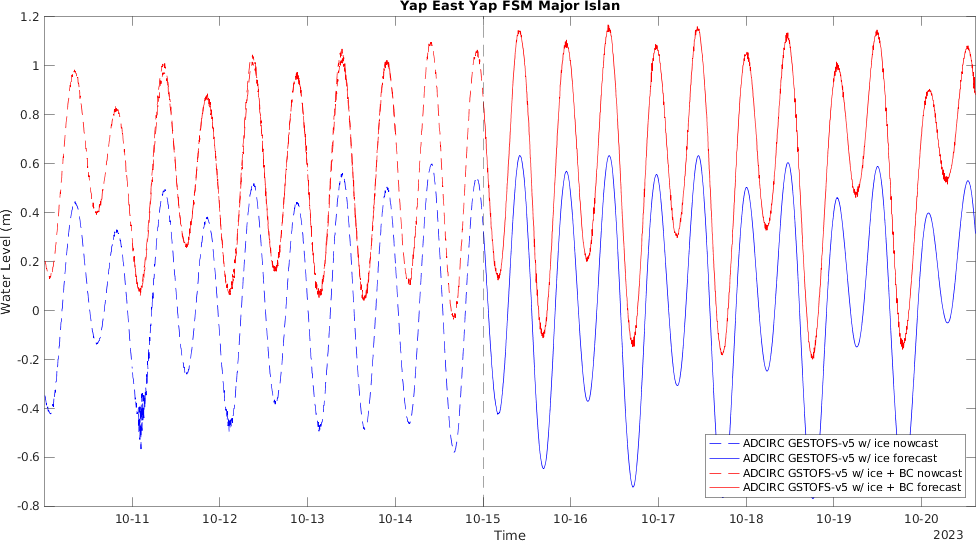 Yap East Yap FSM Major Islan
Water Level (m)
1.2
1
0.8
0.6
0.4
0.2
0
-0.2
-0.4
-0.6
-0.8
ADCIRC GESTOFS-v5 w/ ice nowcast
ADCIRC GESTOFS-v5 w/ ice forecast
ADCIRC GSTOFS-v5 w/ ice + BC nowcast
ADCIRC GSTOFS-v5 w/ ice + BC forecast
10-11 10-12 10-13 10-14 10-15 10-16 10-17 10-18 10-19 10-20
Time
2023